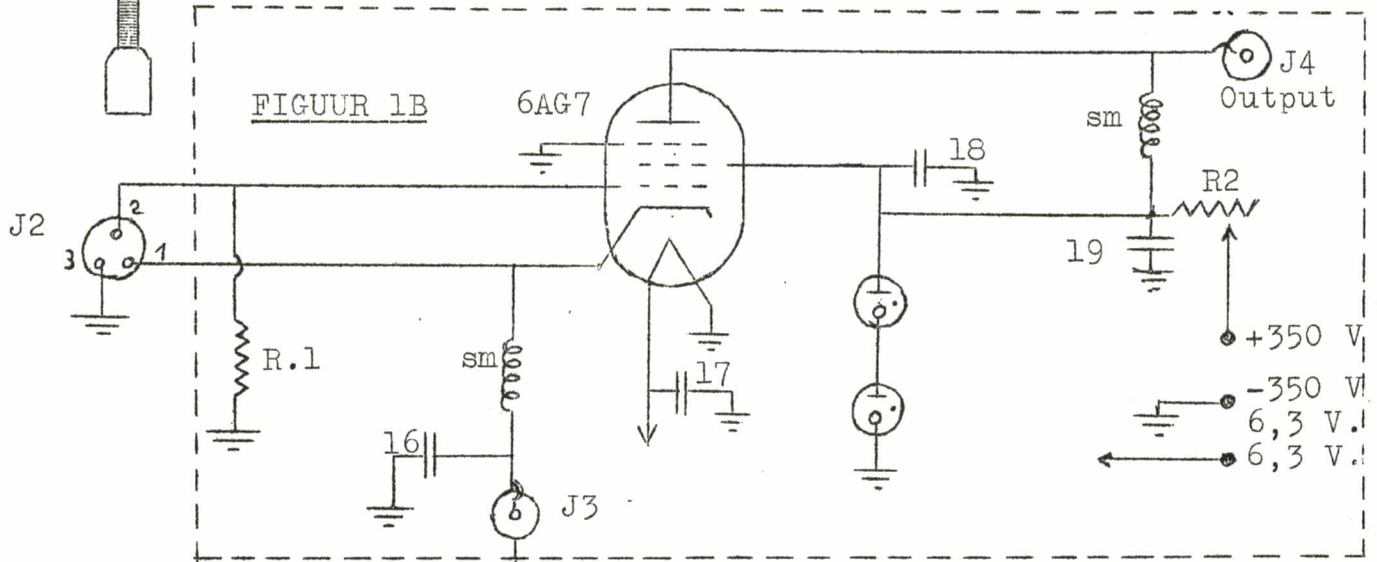 FIGUUR 1B
6AG7
J4
Output
sm
18
R2
J2
2
3
1
19
R.1
sm
17
+350 V
-350 V
6,3 V.
6,3 V.
16
J3